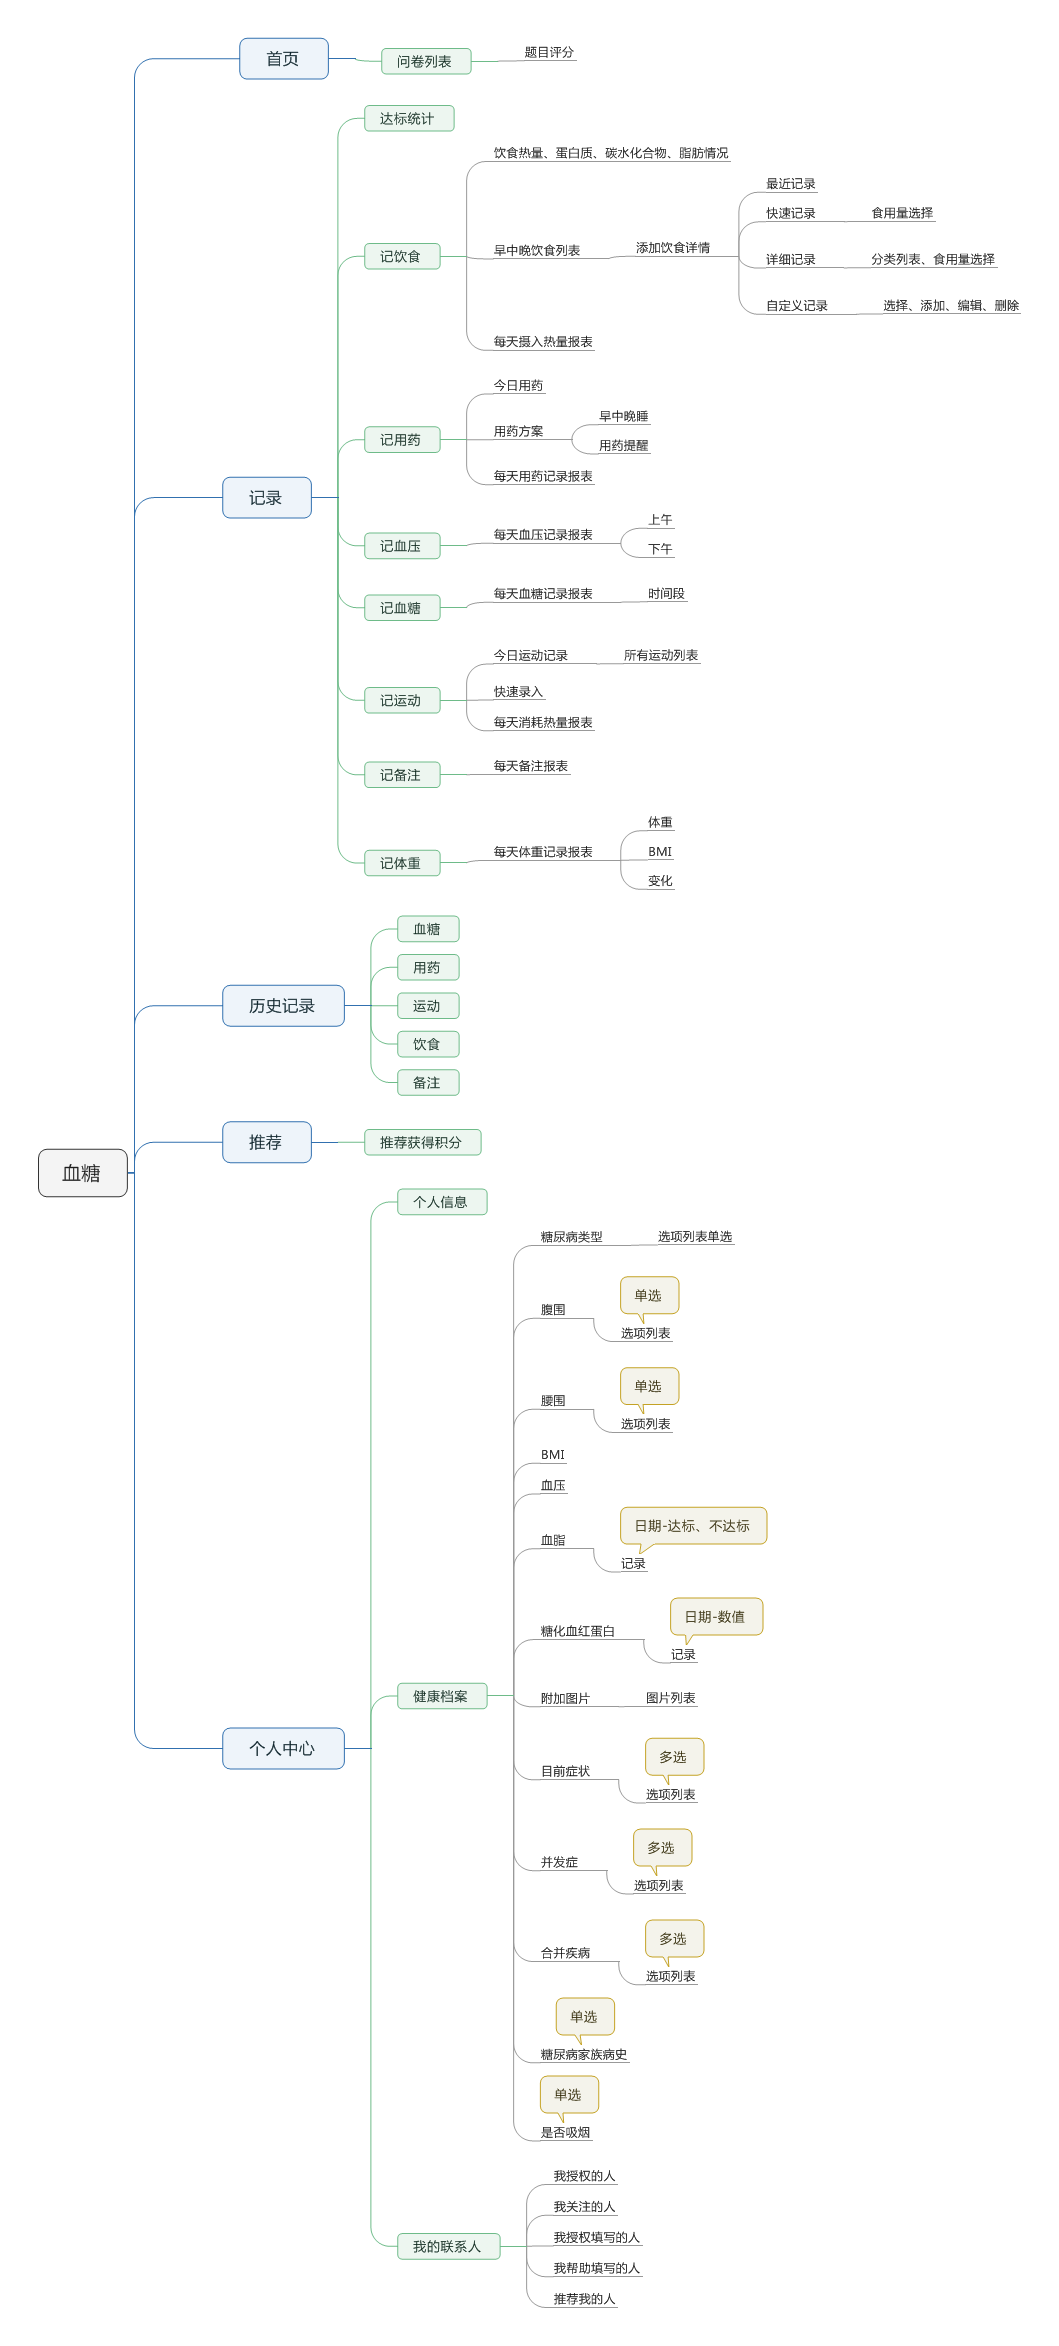 首页
问卷列表
题目评分
达标统计
饮食热量、蛋白质、碳水化合物、脂肪情况
最近记录
快速记录
食用量选择
记饮食
早中晚饮食列表
添加饮食详情
详细记录
分类列表、食用量选择
自定义记录
选择、添加、编辑、删除
每天摄入热量报表
今日用药
早中晚睡
记用药
用药方案
用药提醒
每天用药记录报表
记录
上午
记血压
每天血压记录报表
下午
记血糖
每天血糖记录报表
时间段
今日运动记录
所有运动列表
记运动
快速录入
每天消耗热量报表
记备注
每天备注报表
体重
记体重
每天体重记录报表
BMI
变化
血糖
用药
历史记录
运动
饮食
备注
推荐
推荐获得积分
血糖
个人信息
糖尿病类型
选项列表单选
单选
腹围
选项列表
单选
腰围
选项列表
BMI
血压
日期-达标、不达标
血脂
记录
日期-数值
糖化血红蛋白
记录
健康档案
附加图片
图片列表
个人中心
多选
目前症状
选项列表
多选
并发症
选项列表
多选
合并疾病
选项列表
单选
糖尿病家族病史
单选
是否吸烟
我授权的人
我关注的人
我的联系人
我授权填写的人
我帮助填写的人
推荐我的人